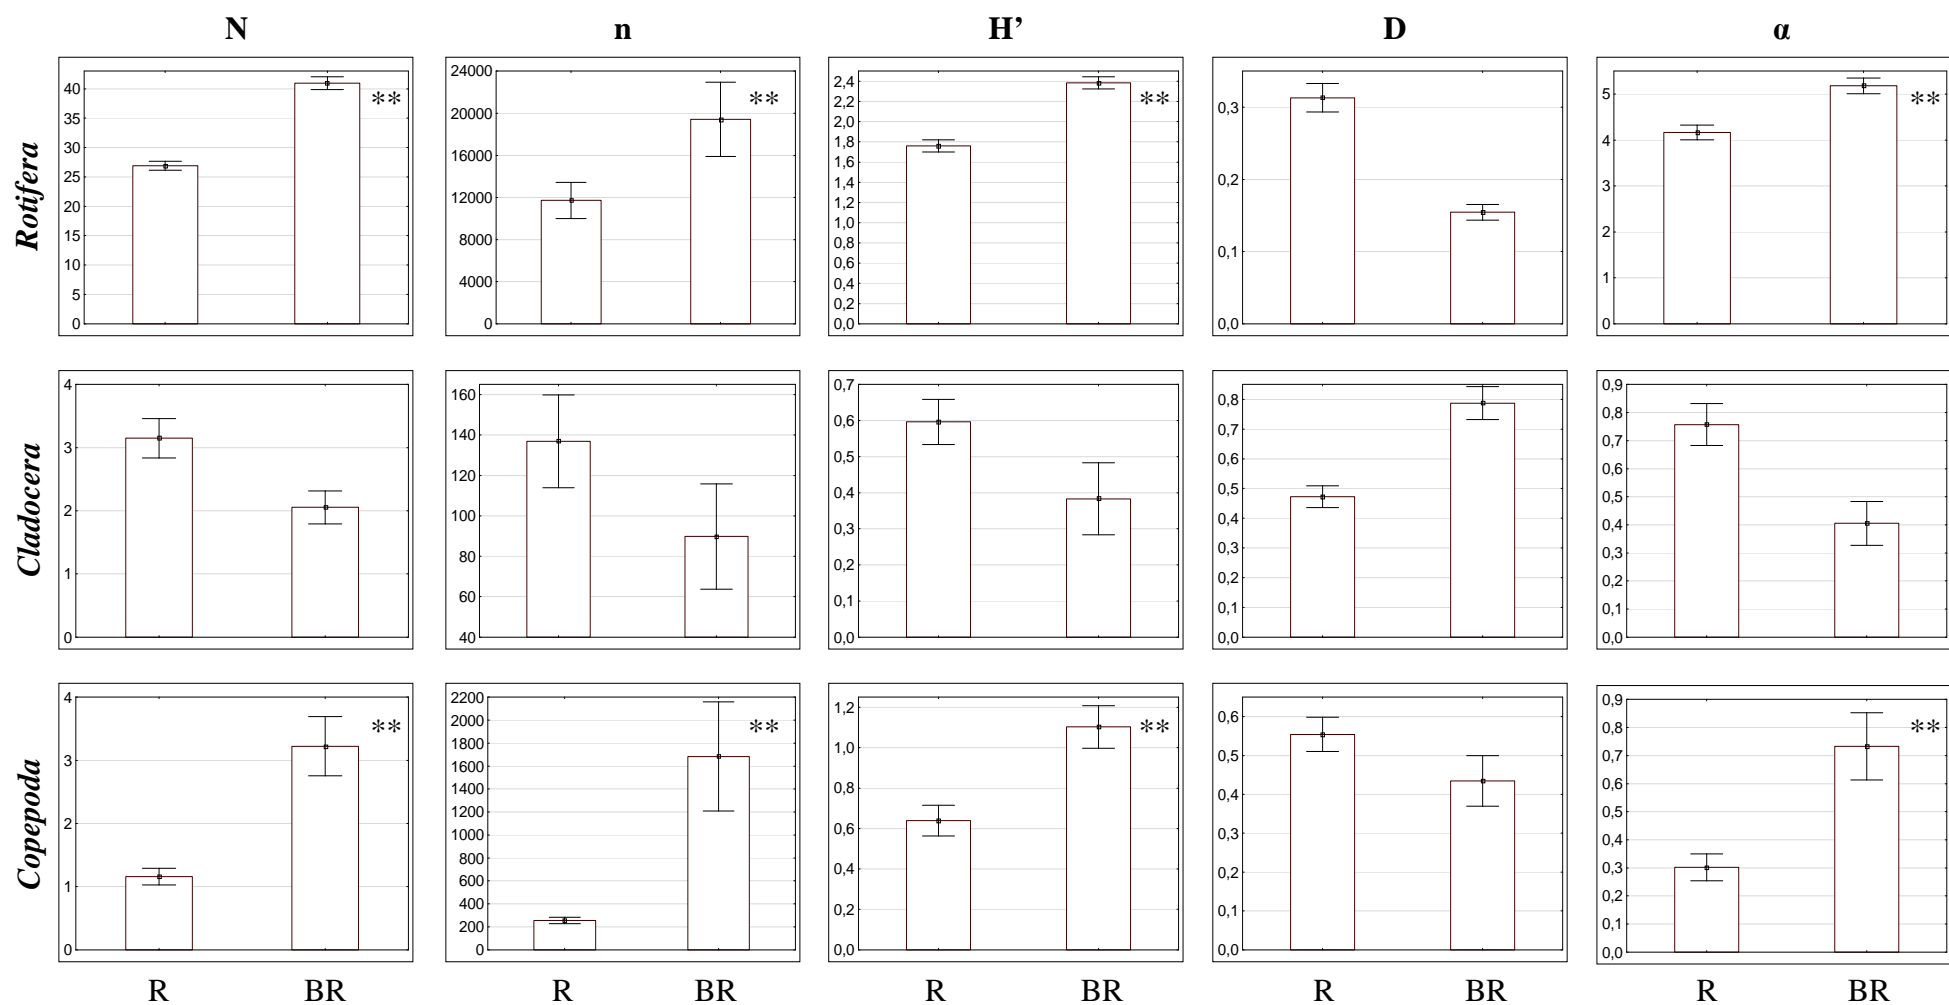 N n H’ D α
Rotifera
40 35 30 25 20 15 10 5 0
**
24000 20000 16000 12000 8000 4000 0
**
2,4 2,2 2,0 1,8 1,6 1,4 1,2 1,0 0,8 0,6 0,4 0,2 0,0
**
0,3 0,2 0,1 0,0
5 4 3 2 1 0
**
Cladocera
4 3 2 1 0
160 140 120 100 80 60 40
0,7 0,6 0,5 0,4 0,3 0,2 0,1 0,0
0,8 0,7 0,6 0,5 0,4 0,3 0,2 0,1 0,0
0,9 0,8 0,7 0,6 0,5 0,4 0,3 0,2 0,1 0,0
Copepoda
4 3 2 1 0
**
2200 2000 1800 1600 1400 1200 1000 800 600 400 200 0
**
1,2 1,0 0,8 0,6 0,4 0,2 0,0
**
0,6 0,5 0,4 0,3 0,2 0,1 0,0
0,9 0,8 0,7 0,6 0,5 0,4 0,3 0,2 0,1 0,0
**
R BR R BR R BR R BR R BR